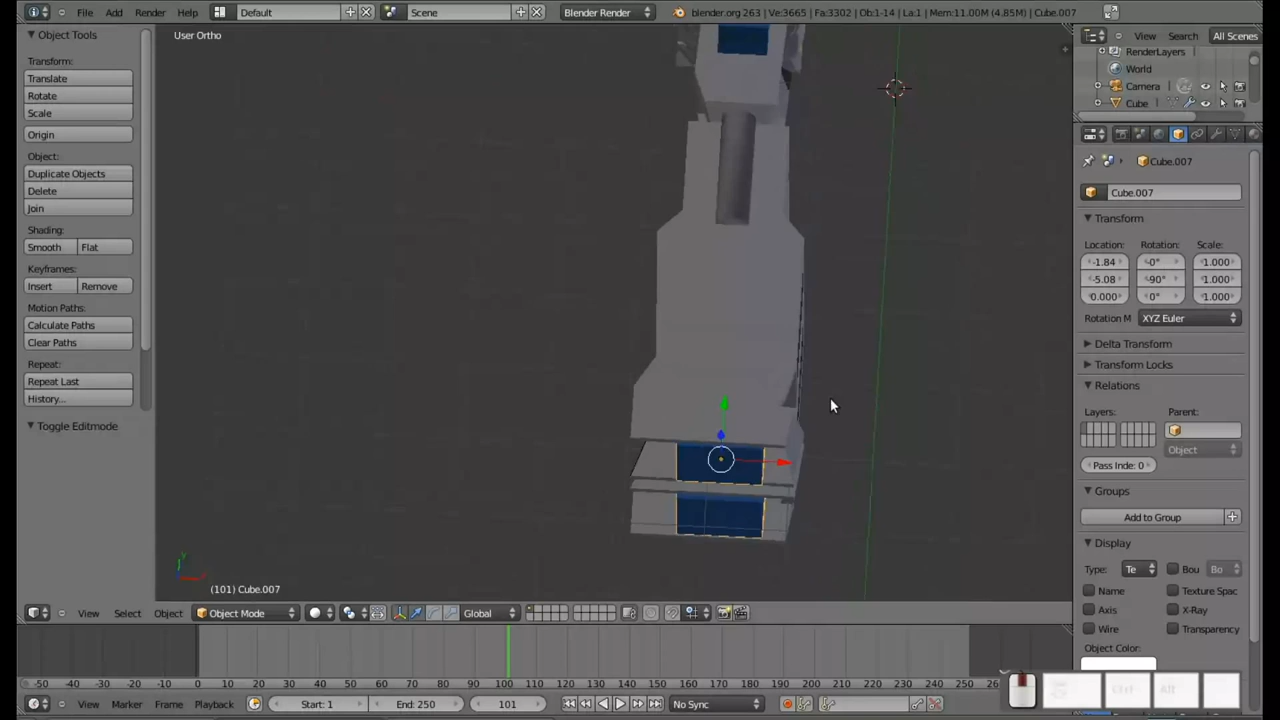 File Add Render Help Default Scene Blender Render blender.org 263 | Ve:3665 | Fa:3302 | Ob:1-14 | La:1 | Mem:11.00M (4.85M) | Cube.007
Object Tools
Transform:
Translate
Rotate
Scale
Origin
Object:
Duplicate Objects
Delete
Join
Shading:
Smooth Flat
Keyframes:
Insert Remove
Motion Paths:
Calculate Paths
Clear Paths
Repeat:
Repeat Last
History...
Toggle Editmode
User Ortho
(101) Cube.007
View Search All Scenes
RenderLayers
World
Camera
Cube
Cube.007
Cube.007
Transform
Location: Rotation: Scale:
-1.84 -0° 1.000
-5.08 -90° 1.000
0.000 0° 1.000
Rotation M XYZ Euler
Delta Transform
Transform Locks
Relations
Layers: Parent:
Object
Pass Inde: 0
Groups
Add to Group
Display
Type: Te Bou Bo
Name Texture Spac
Axis X-Ray
Wire Transparency
Object Color:
View Select Object Object Mode Global
-50 -40 -30 -20 -10 0 10 20 30 40 50 60 70 80 90 100 110 120 130 140 150 160 170 180 190 200 210 220 230 240 250
View Marker Frame Playback Start: 1 End: 250 101 No Sync
Ctrl Alt